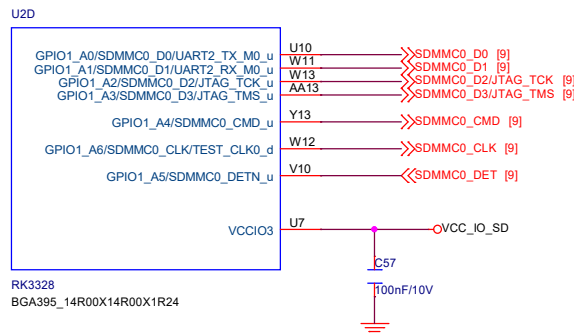 U2D
GPIO1_A0/SDMMC0_D0/UART2_TX_M0_u U10 SDMMC0_D0 [9]
GPIO1_A1/SDMMC0_D1/UART2_RX_M0_u W11 SDMMC0_D1 [9]
GPIO1_A2/SDMMC0_D2/JTAG_TCK_u W13 SDMMC0_D2/JTAG_TCK [9]
GPIO1_A3/SDMMC0_D3/JTAG_TMS_u AA13 SDMMC0_D3/JTAG_TMS [9]
GPIO1_A4/SDMMC0_CMD_u Y13 SDMMC0_CMD [9]
GPIO1_A6/SDMMC0_CLK/TEST_CLK0_d W12 SDMMC0_CLK [9]
GPIO1_A5/SDMMC0_DETN_u V10 SDMMC0_DET [9]
VCCIO3 U7 VCC_IO_SD
C57
100nF/10V
RK3328
BGA395_14R00X14R00X1R24